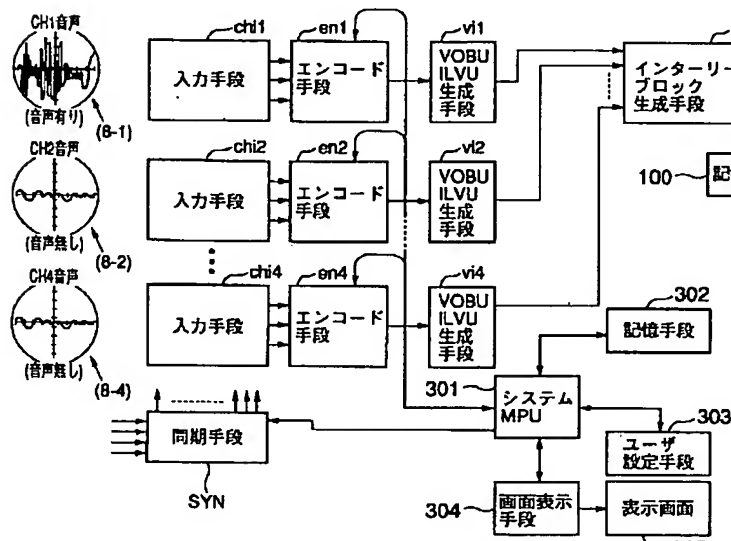 CH1音声
(音声有り)
(8-1)
chi1
入力手段
en1
エンコード
手段
vi1
VOBU
ILVU
生成
手段
インターリー
ブロック
生成手段
CH2音声
(音声無し)
(8-2)
chi2
入力手段
en2
エンコード
手段
vi2
VOBU
ILVU
生成
手段
100
CH4音声
(音声無し)
(8-4)
chi4
入力手段
en4
エンコード
手段
vi4
VOBU
ILVU
生成
手段
302
記憶手段
301
システム
MPU
同期手段
SYN
303
ユーザ
設定手段
304
画面表示
手段
表示画面